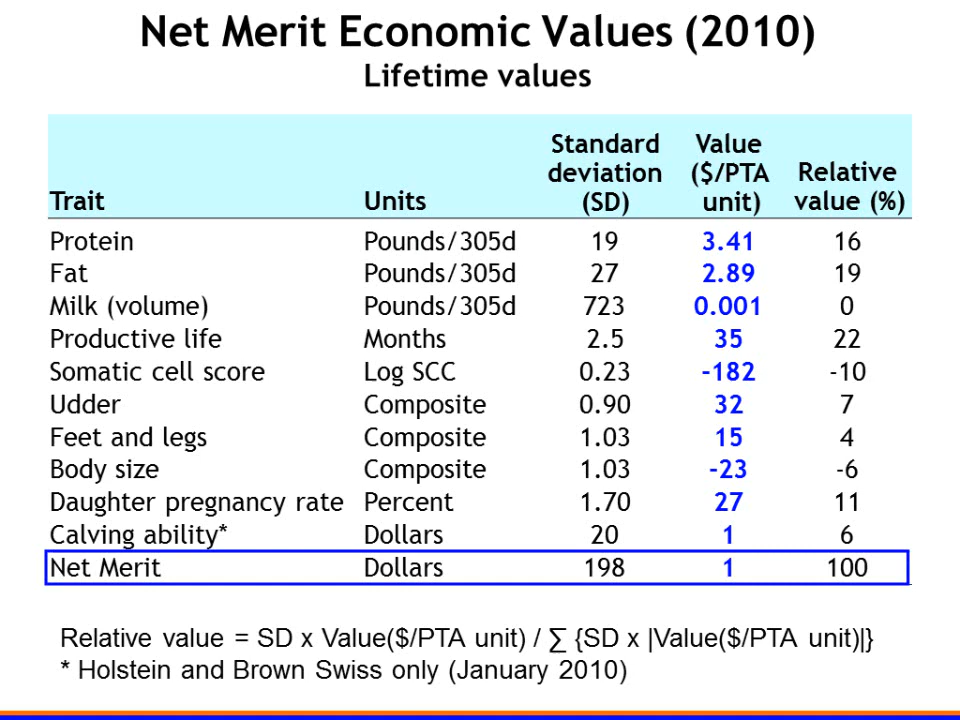 Net Merit Economic Values (2010)
Lifetime values
Trait Units Standard deviation (SD) Value ($/PTA unit) Relative value (%)
Protein Pounds/305d 19 3.41 16
Fat Pounds/305d 27 2.89 19
Milk (volume) Pounds/305d 723 0.001 0
Productive life Months 2.5 35 22
Somatic cell score Log SCC 0.23 -182 -10
Udder Composite 0.90 32 7
Feet and legs Composite 1.03 15 4
Body size Composite 1.03 -23 -6
Daughter pregnancy rate Percent 1.70 27 11
Calving ability* Dollars 20 1 6
Net Merit Dollars 198 1 100
Relative value = SD x Value($/PTA unit) / ∑ {SD x |Value($/PTA unit)|}
* Holstein and Brown Swiss only (January 2010)